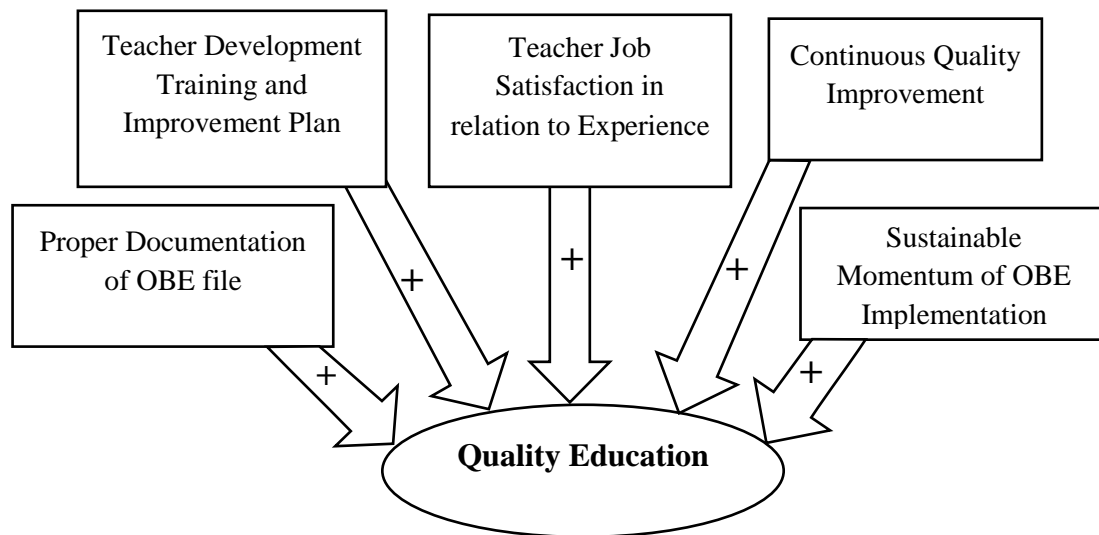 Teacher Development
Training and
Improvement Plan
Teacher Job
Satisfaction in
relation to Experience
Continuous Quality
Improvement
Proper Documentation
of OBE file
Sustainable
Momentum of OBE
Implementation
+
+
+
+
+
Quality Education